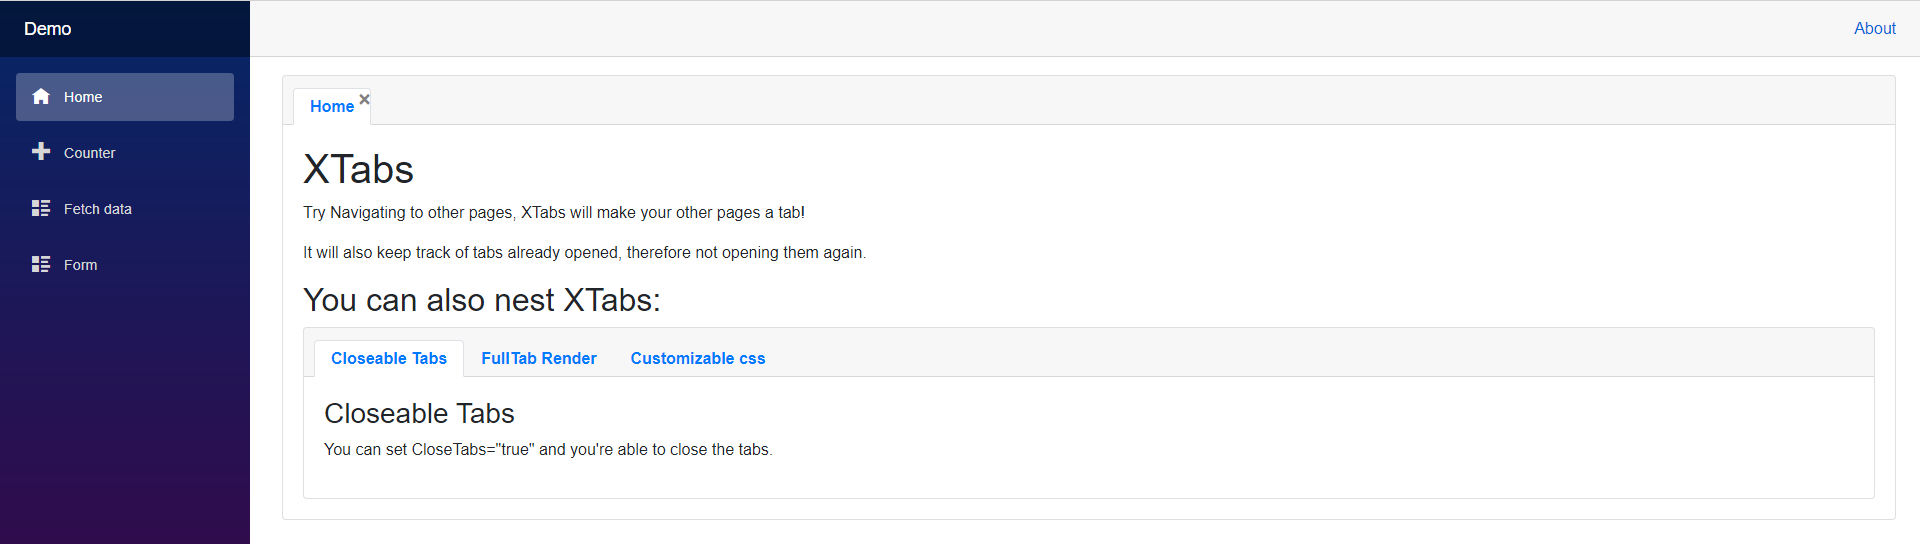 Demo
About
Home
Counter
Fetch data
Form
Home ×
XTabs
Try Navigating to other pages, XTabs will make your other pages a tab!
It will also keep track of tabs already opened, therefore not opening them again.
You can also nest XTabs:
Closeable Tabs FullTab Render Customizable css
Closeable Tabs
You can set CloseTabs="true" and you're able to close the tabs.